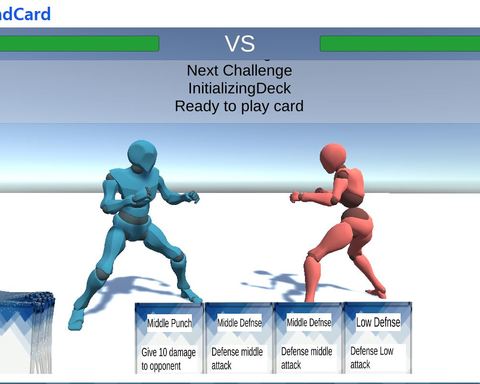 ndCard
VS
Next Challenge
InitializingDeck
Ready to play card
Middle Punch
Give 10 damage
to opponent
Middle Defnse
Defense middle
attack
Middle Defnse
Defense middle
attack
Low Defnse
Defense Low
attack